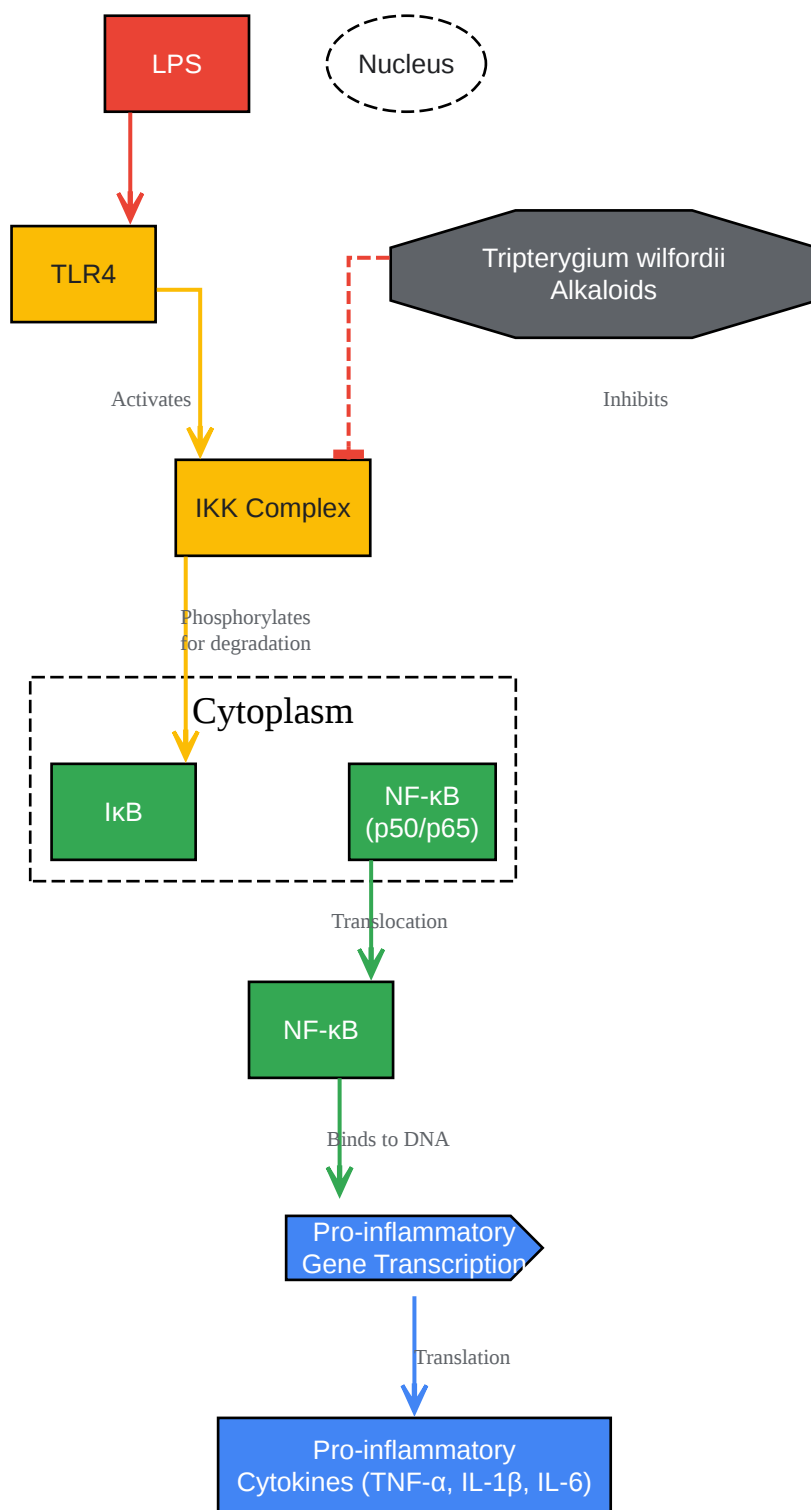 LPS
Nucleus
TLR4
Tripterygium wilfordii
Alkaloids
Activates
Inhibits
IKK Complex
Phosphorylates
for degradation
Cytoplasm
IκB
NF-κB
(p50/p65)
Translocation
NF-κB
Binds to DNA
Pro-inflammatory
Gene Transcription
Translation
Pro-inflammatory
Cytokines (TNF-α, IL-1β, IL-6)